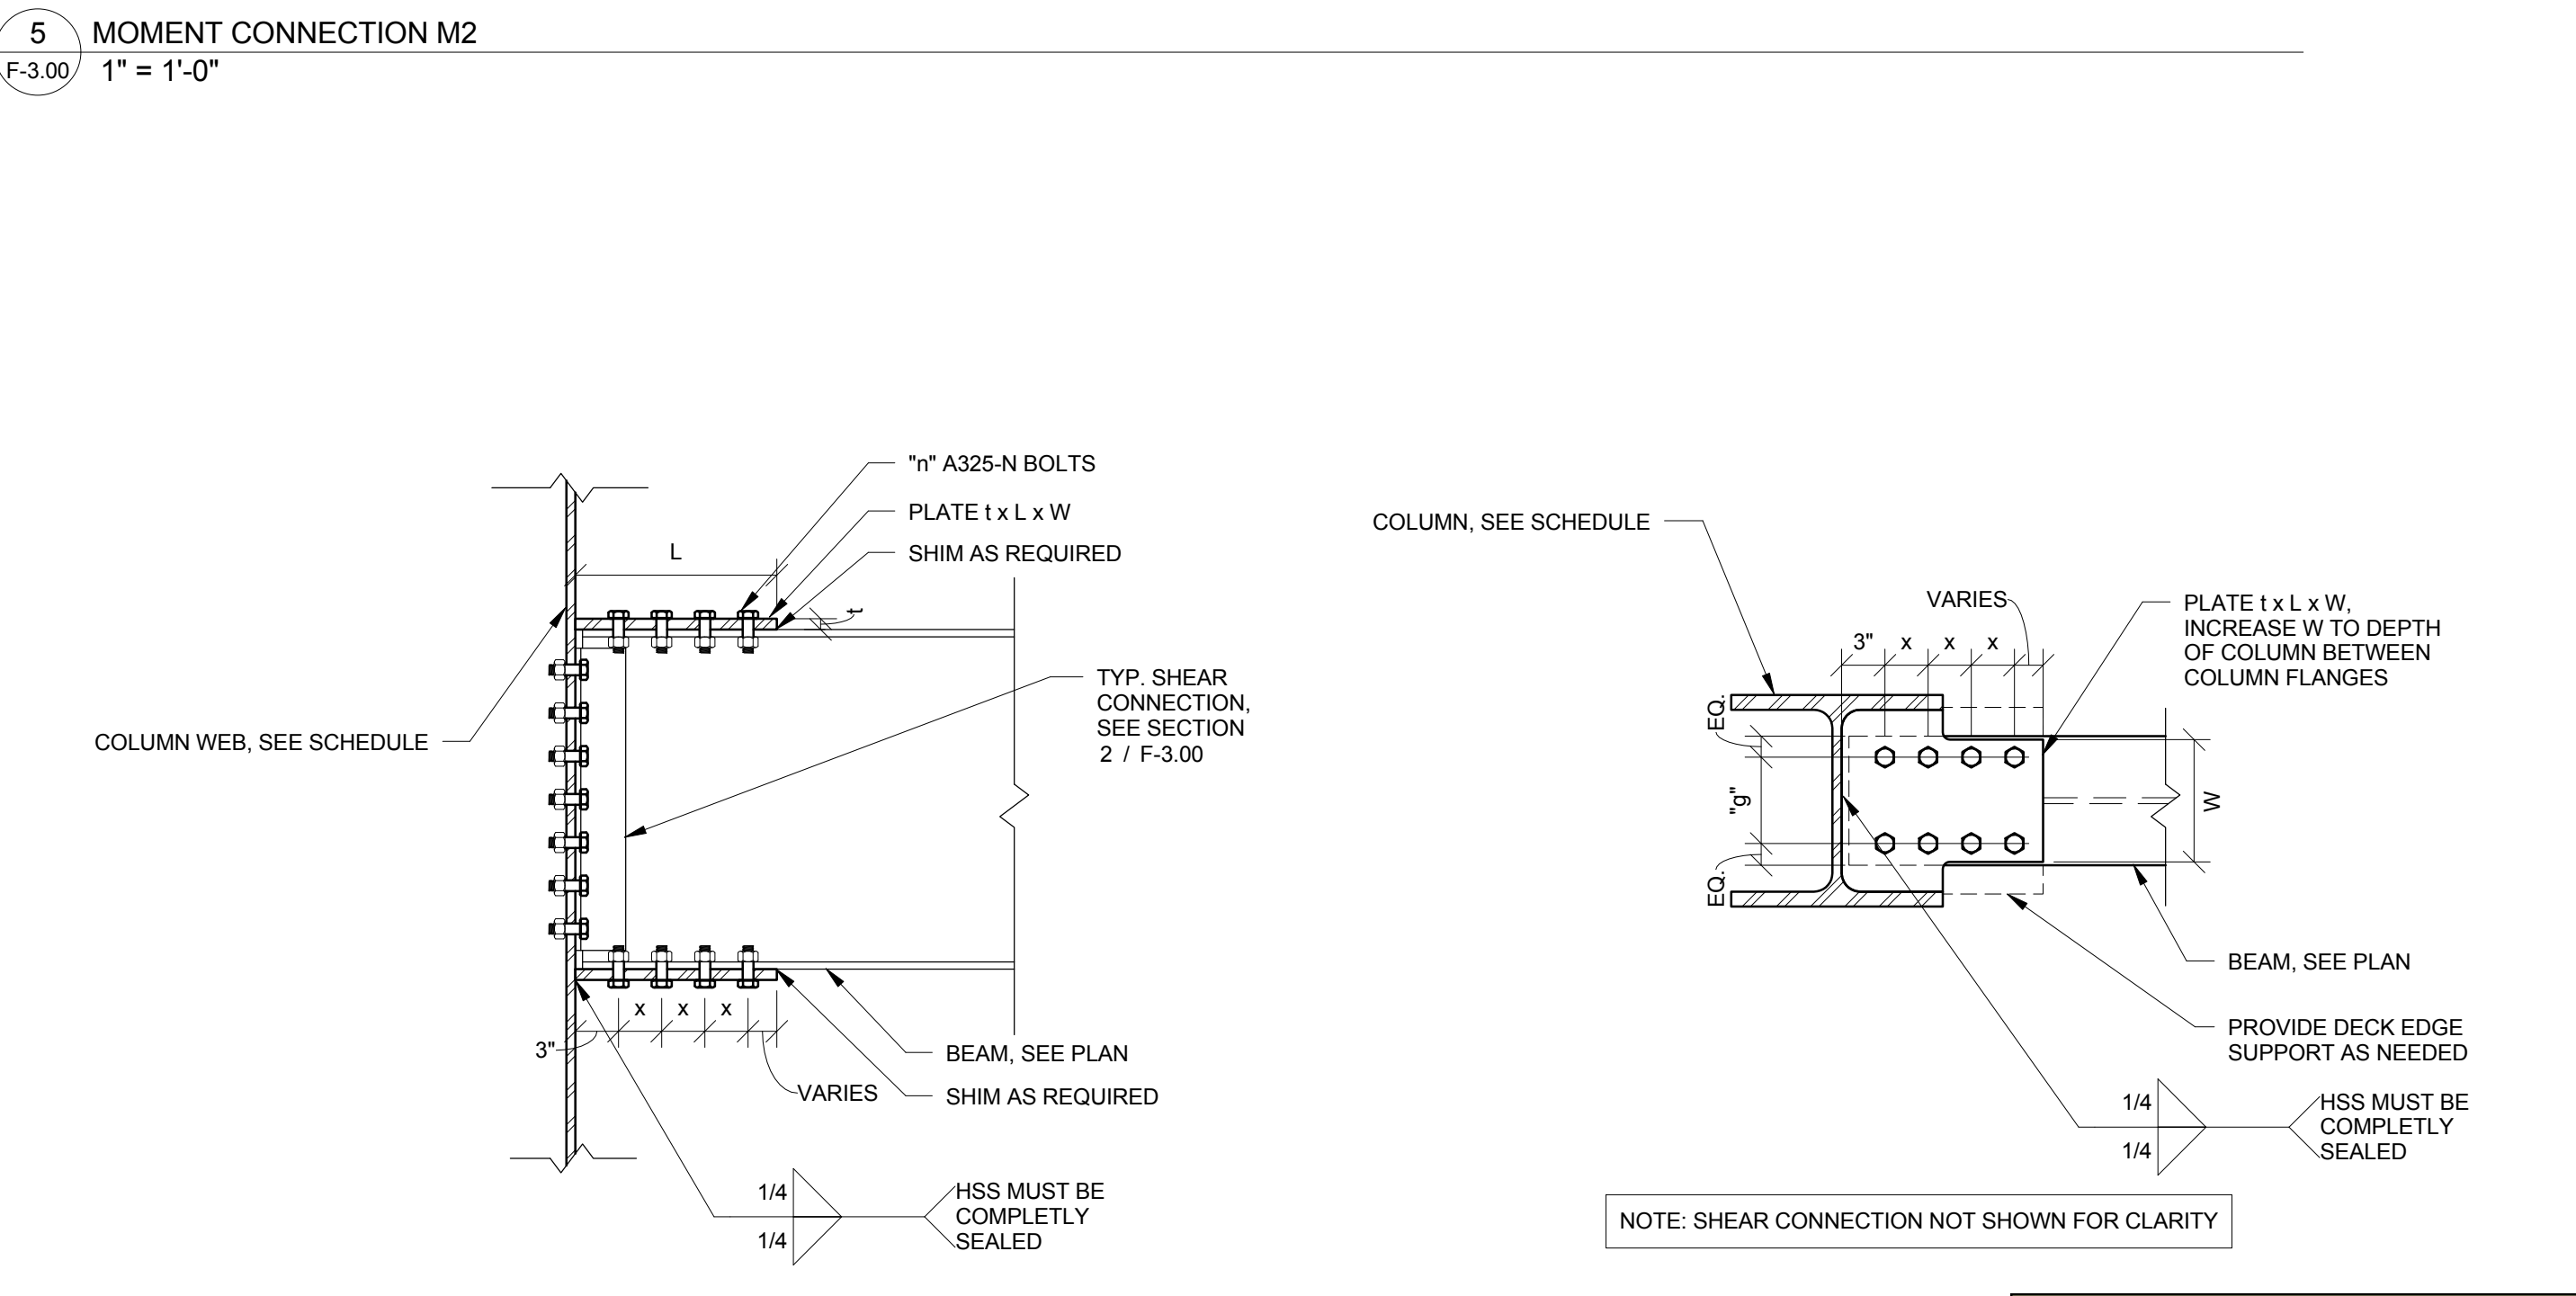 5
MOMENT CONNECTION M2
F-3.00
1" = 1'-0"
"n" A325-N BOLTS
PLATE t x L x W
SHIM AS REQUIRED
L
t
TYP. SHEAR
CONNECTION,
SEE SECTION
2 / F-3.00
COLUMN WEB, SEE SCHEDULE
x x x
3"
VARIES
BEAM, SEE PLAN
SHIM AS REQUIRED
1/4
1/4
HSS MUST BE
COMPLETLY
SEALED
COLUMN, SEE SCHEDULE
VARIES
3" x x x
PLATE t x L x W,
INCREASE W TO DEPTH
OF COLUMN BETWEEN
COLUMN FLANGES
EQ.
"g"
EQ.
W
BEAM, SEE PLAN
PROVIDE DECK EDGE
SUPPORT AS NEEDED
1/4
1/4
HSS MUST BE
COMPLETLY
SEALED
NOTE: SHEAR CONNECTION NOT SHOWN FOR CLARITY